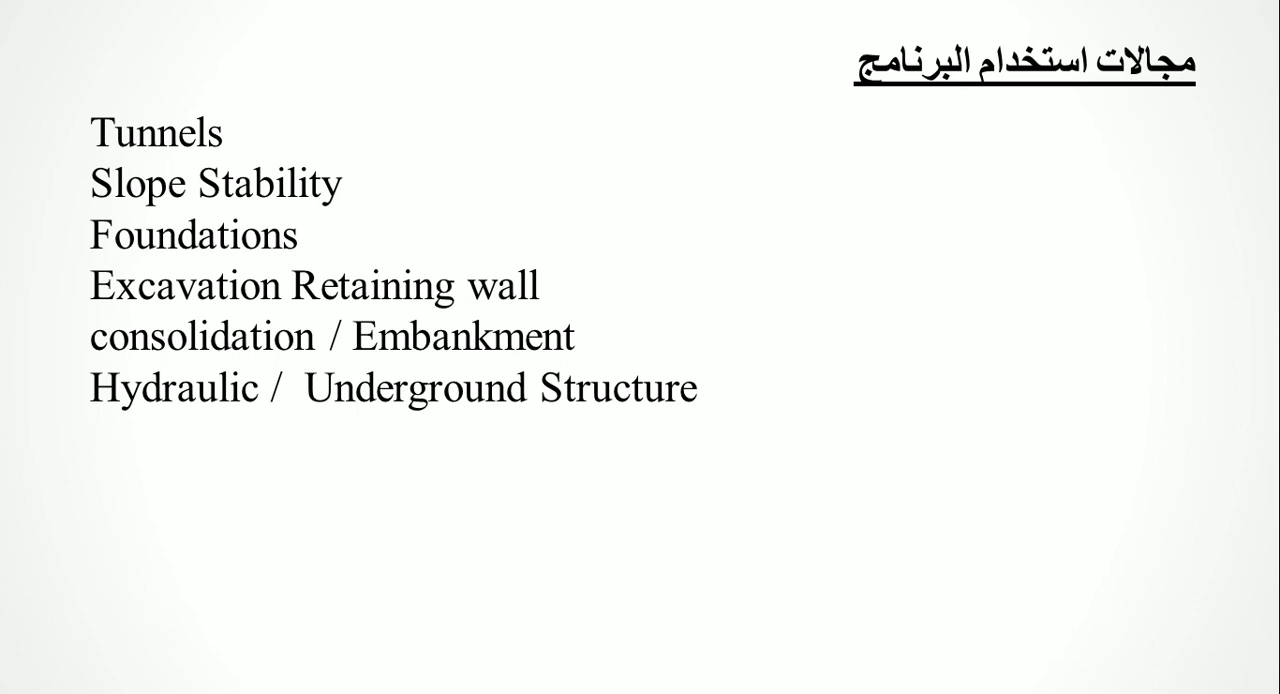 مجالات استخدام البرنامج
Tunnels
Slope Stability
Foundations
Excavation Retaining wall
consolidation / Embankment
Hydraulic / Underground Structure